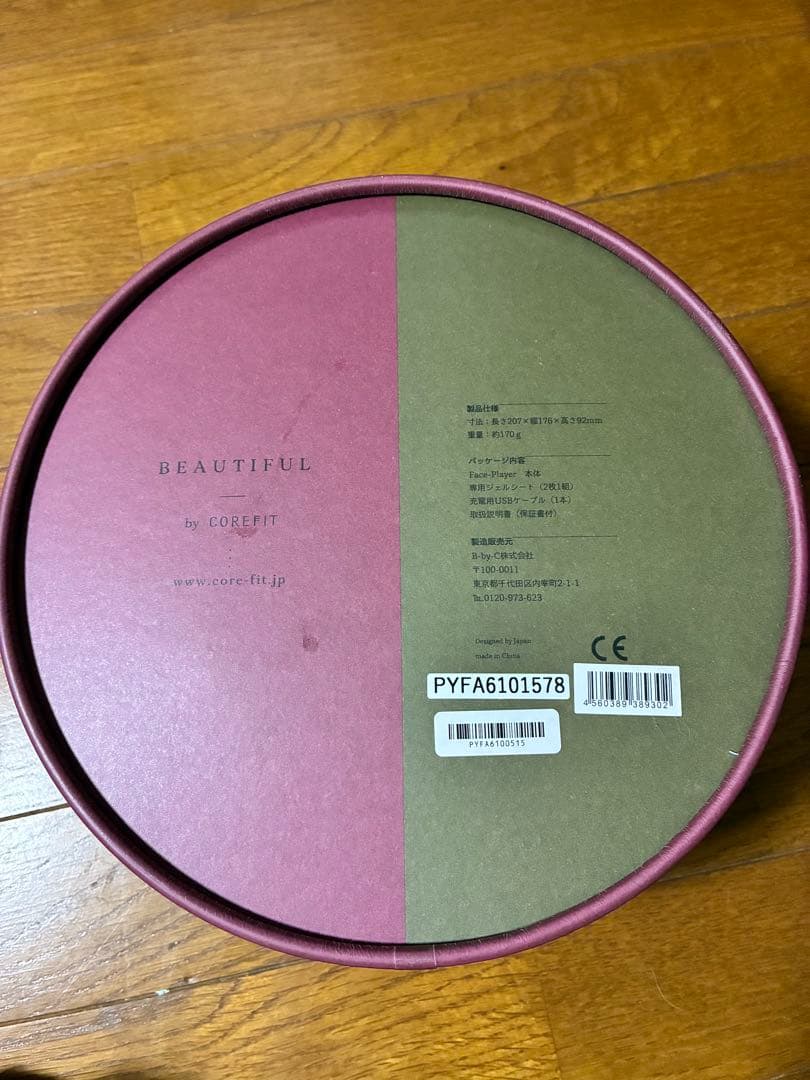 BEAUTIFUL
by COREFIT
www.core-fit.jp
製品仕様
寸法：長さ207×幅176×高さ92mm
重量：約170g
パッケージ内容
Face-Player 本体
専用ジェルシート（2枚1組）
充電用USBケーブル（1本）
取扱説明書（保証書付）
製造販売元
B-by-C株式会社
〒100-0011
東京都千代田区内幸町2-1-1
℡.0120-973-623
Designed by Japan
made in China
CE
PYFA6101578
4560389389302
PYFA6100515